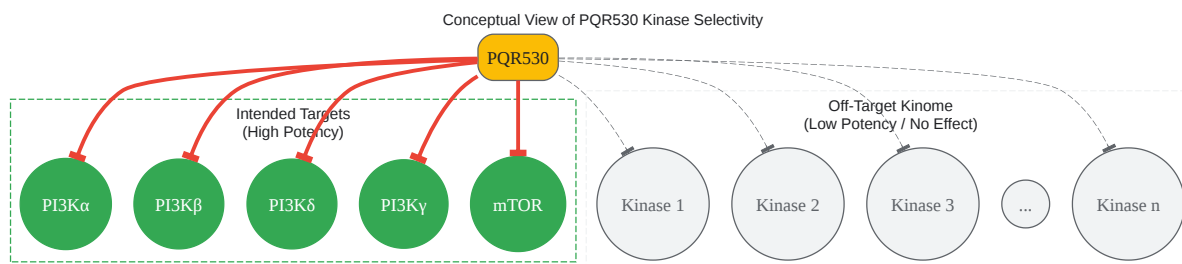 Conceptual View of PQR530 Kinase Selectivity
PQR530
Intended Targets
(High Potency)
Off-Target Kinome
(Low Potency / No Effect)
PI3Kα
PI3Kβ
PI3Kδ
PI3Kγ
mTOR
Kinase 1
Kinase 2
Kinase 3
...
Kinase n